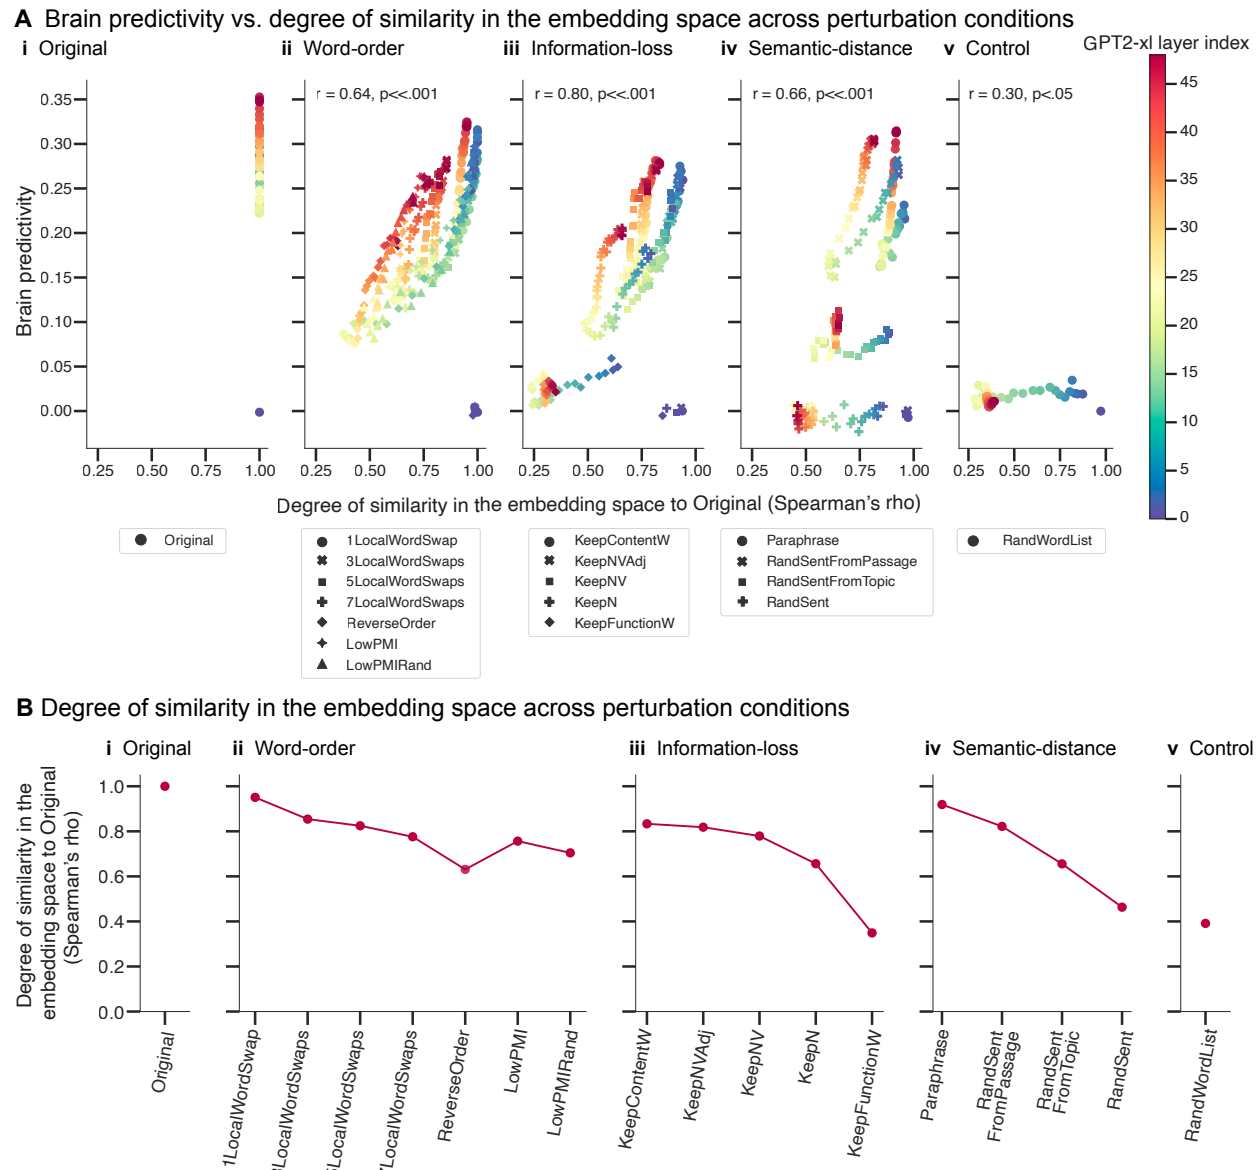 A Brain predictivity vs. degree of similarity in the embedding space across perturbation conditions
i Original
ii Word-order
iii Information-loss
iv Semantic-distance
v Control
GPT2-xl layer index
r = 0.64, p<<.001
r = 0.80, p<<.001
r = 0.66, p<<.001
r = 0.30, p<.05
Brain predictivity
0.35
0.30
0.25
0.20
0.15
0.10
0.05
0.00
0.25 0.50 0.75 1.00
0.25 0.50 0.75 1.00
0.25 0.50 0.75 1.00
0.25 0.50 0.75 1.00
0.25 0.50 0.75 1.00
45
40
35
30
25
20
15
10
5
0
Degree of similarity in the embedding space to Original (Spearman's rho)
Original
1LocalWordSwap
3LocalWordSwaps
5LocalWordSwaps
7LocalWordSwaps
ReverseOrder
LowPMI
LowPMIRand
KeepContentW
KeepNVAdj
KeepNV
KeepN
KeepFunctionW
Paraphrase
RandSentFromPassage
RandSentFromTopic
RandSent
RandWordList
B Degree of similarity in the embedding space across perturbation conditions
i Original
ii Word-order
iii Information-loss
iv Semantic-distance
v Control
Degree of similarity in the
embedding space to Original
(Spearman's rho)
1.0
0.8
0.6
0.4
0.2
0.0
Original
1LocalWordSwap
LocalWordSwaps
LocalWordSwaps
LocalWordSwaps
ReverseOrder
LowPMI
LowPMIRand
KeepContentW
KeepNVAdj
KeepNV
KeepN
KeepFunctionW
Paraphrase
RandSent
FromPassage
RandSent
FromTopic
RandSent
RandWordList